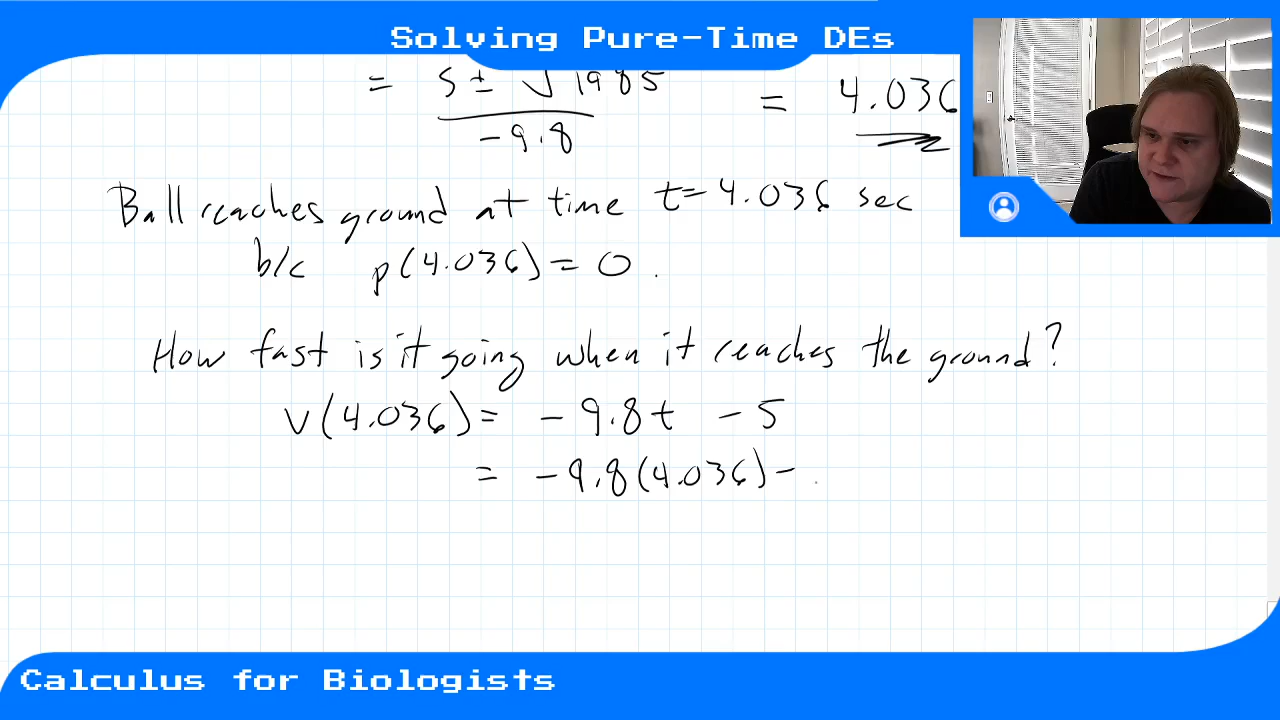 Solving Pure-Time DEs
= 5 ± √1985 = 4.036
-9.8
Ball reaches ground at time t=4.036 sec
b/c p(4.036) = 0.
How fast is it going when it reaches the ground?
v(4.036) = -9.8t -5
= -9.8(4.036) -
Calculus for Biologists